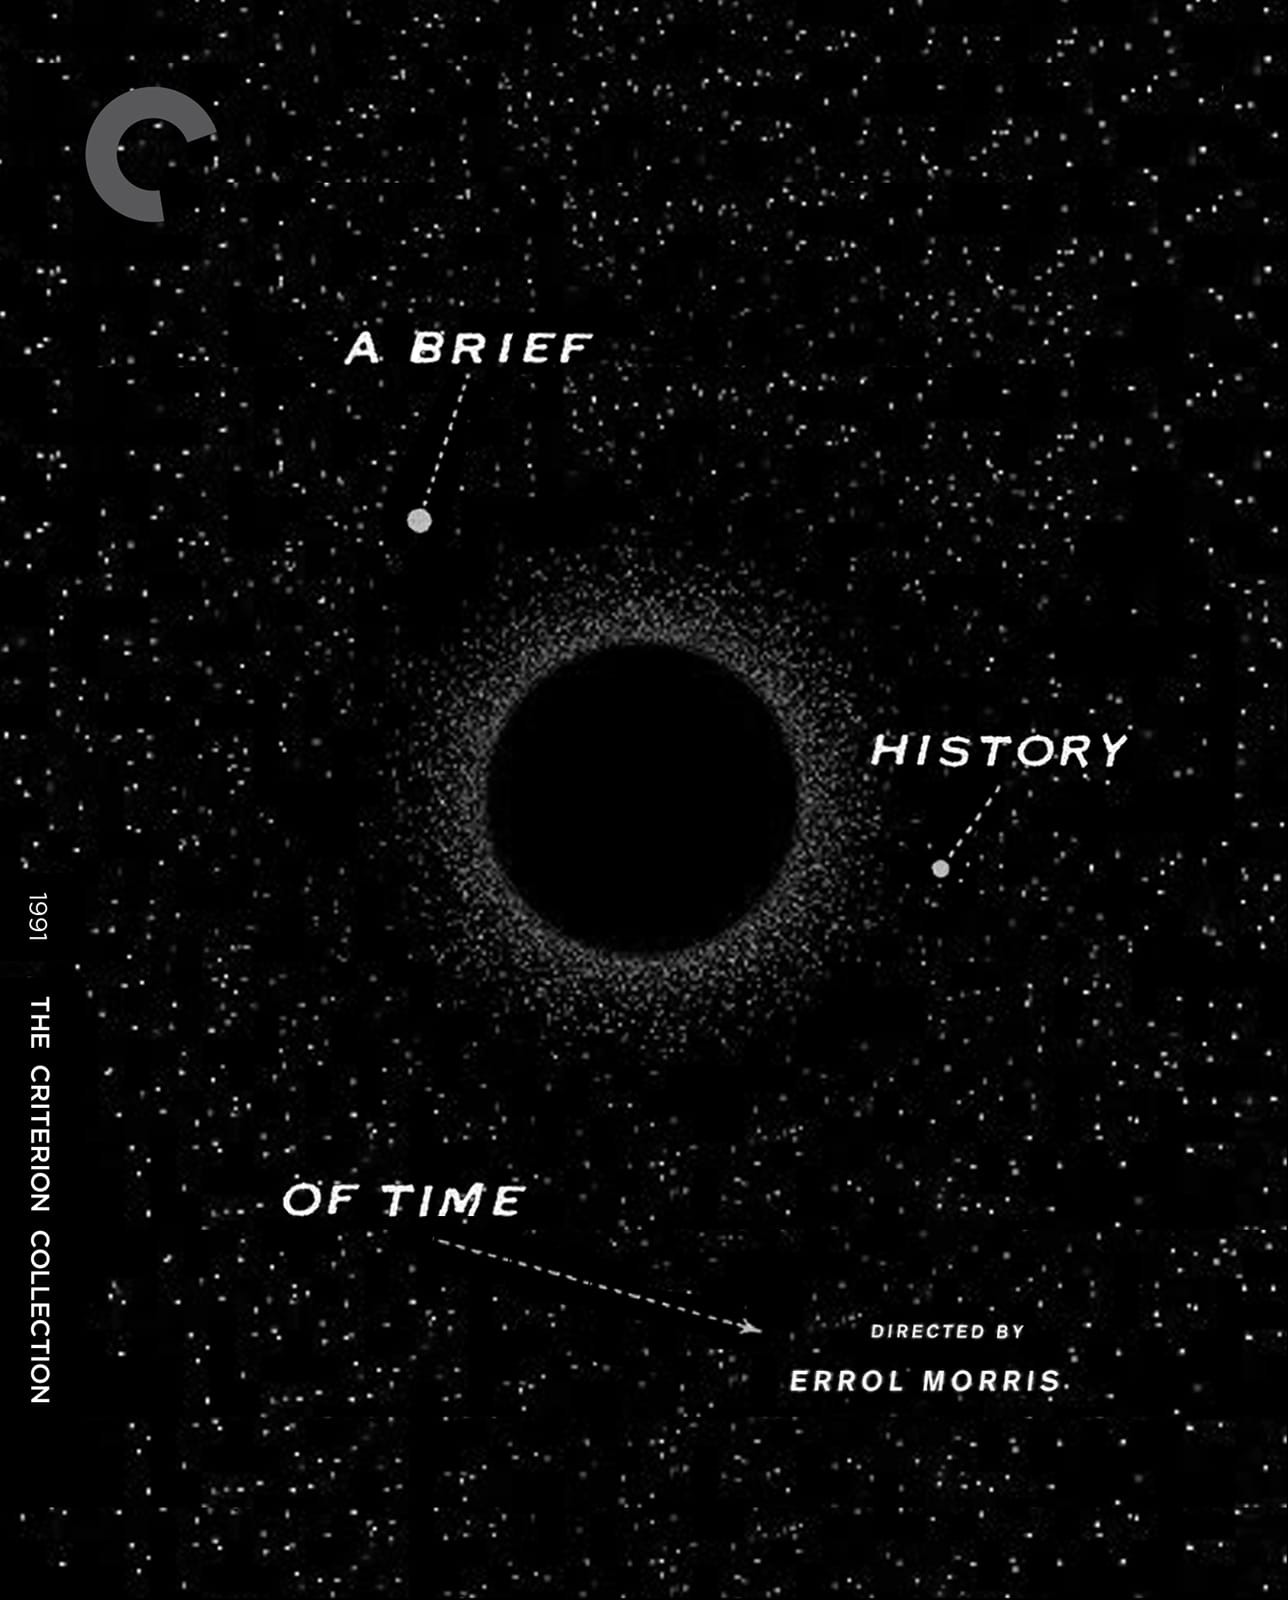 A BRIEF
HISTORY
OF TIME
DIRECTED BY
ERROL MORRIS
1991 THE CRITERION COLLECTION